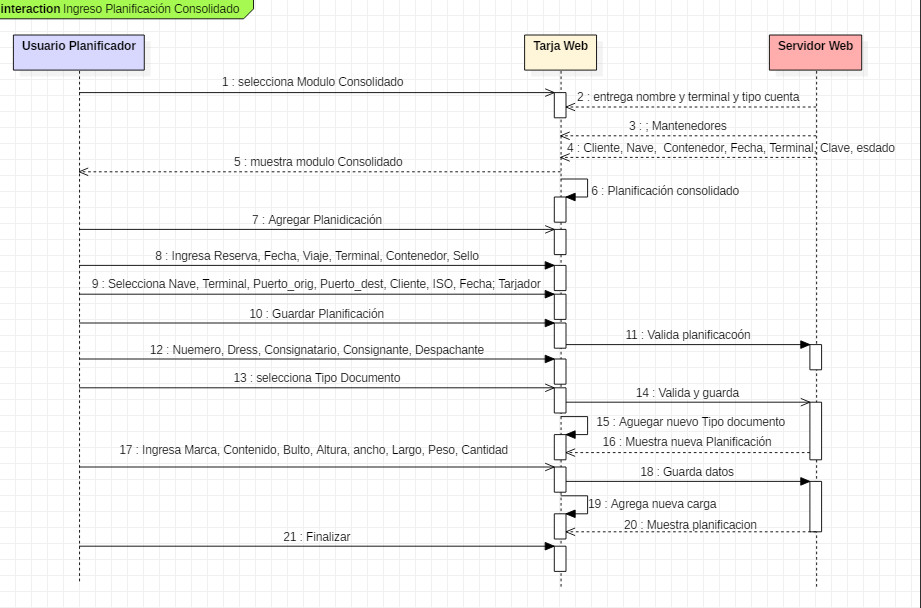 interaction Ingreso Planificación Consolidado
Usuario Planificador
Tarja Web
Servidor Web
1 : selecciona Modulo Consolidado
2 : entrega nombre y terminal y tipo cuenta
3 : ; Mantenedores
4 : Cliente, Nave, Contenedor, Fecha, Terminal, Clave, esdado
5 : muestra modulo Consolidado
6 : Planificación consolidado
7 : Agregar Planidicación
8 : Ingresa Reserva, Fecha, Viaje, Terminal, Contenedor, Sello
9 : Selecciona Nave, Terminal, Puerto_orig, Puerto_dest, Cliente, ISO, Fecha; Tarjador
10 : Guardar Planificación
11 : Valida planificacoón
12 : Nuemero, Dress, Consignatario, Consignante, Despachante
13 : selecciona Tipo Documento
14 : Valida y guarda
15 : Aguegar nuevo Tipo documento
16 : Muestra nueva Planificación
17 : Ingresa Marca, Contenido, Bulto, Altura, ancho, Largo, Peso, Cantidad
18 : Guarda datos
19 : Agrega nueva carga
20 : Muestra planificacion
21 : Finalizar